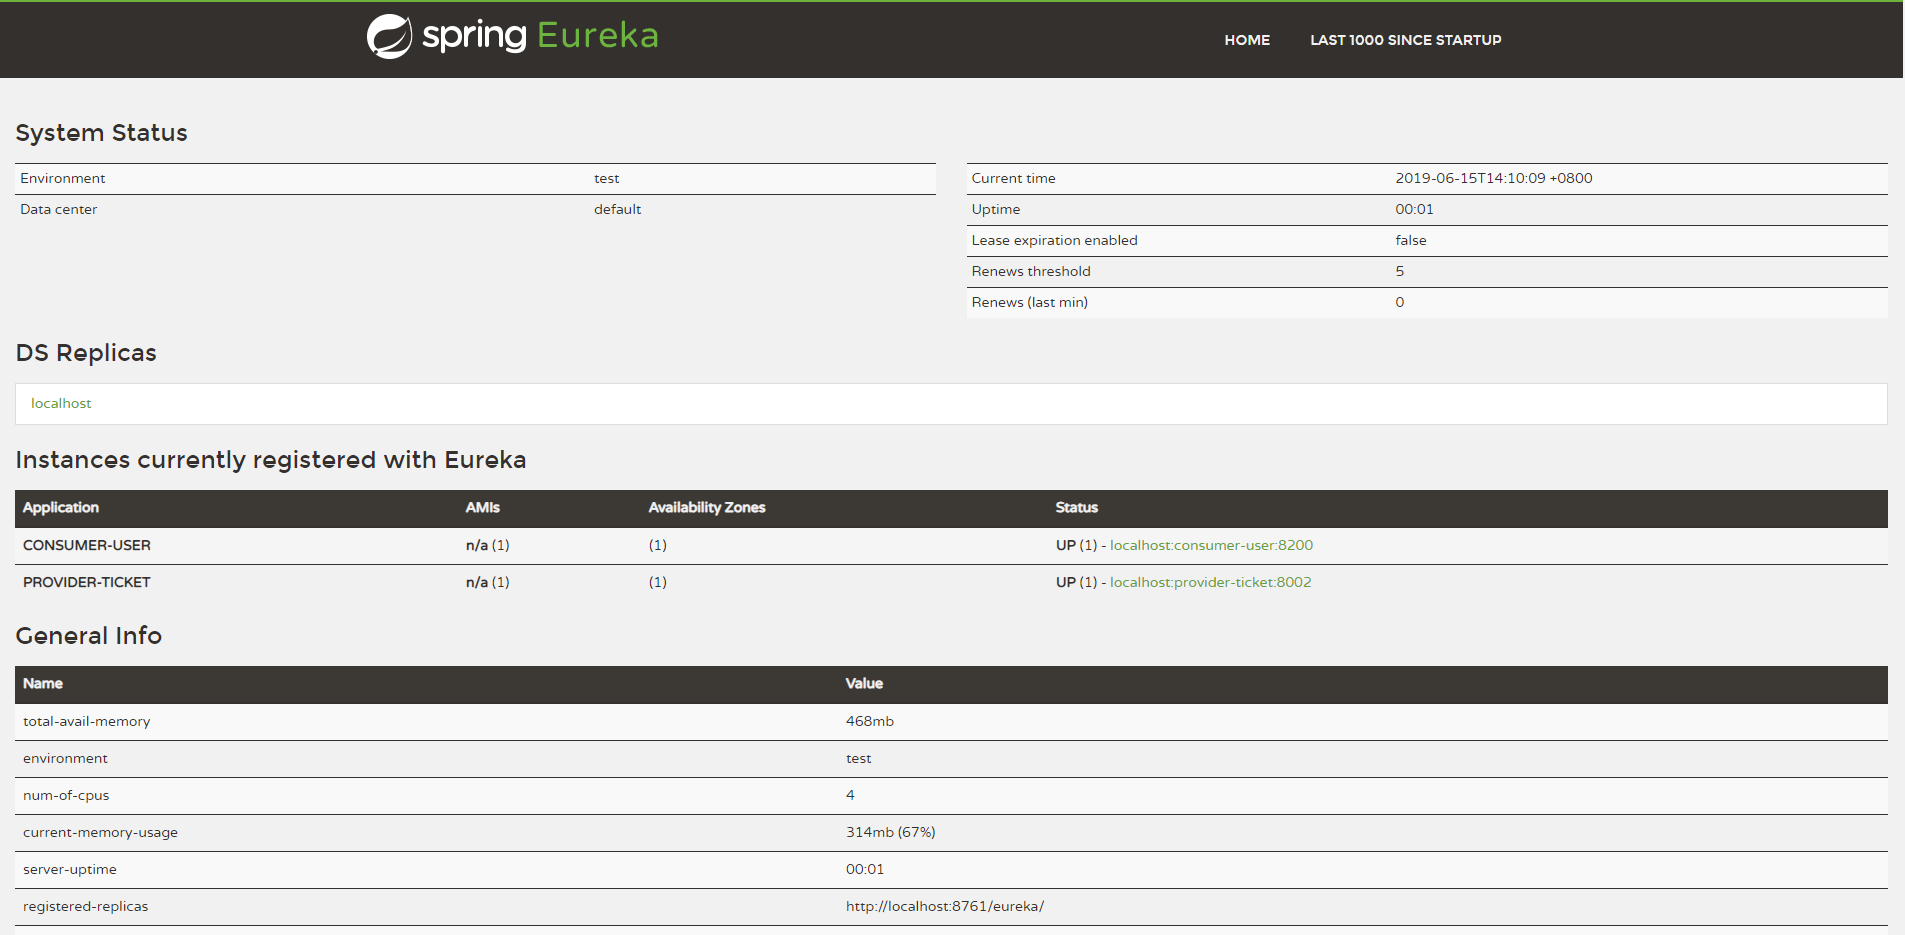 spring Eureka
HOME LAST 1000 SINCE STARTUP
System Status
Environment test
Data center default
Current time 2019-06-15T14:10:09 +0800
Uptime 00:01
Lease expiration enabled false
Renews threshold 5
Renews (last min) 0
DS Replicas
localhost
Instances currently registered with Eureka
Application AMIs Availability Zones Status
CONSUMER-USER n/a (1) (1) UP (1) - localhost:consumer-user:8200
PROVIDER-TICKET n/a (1) (1) UP (1) - localhost:provider-ticket:8002
General Info
Name Value
total-avail-memory 468mb
environment test
num-of-cpus 4
current-memory-usage 314mb (67%)
server-uptime 00:01
registered-replicas http://localhost:8761/eureka/